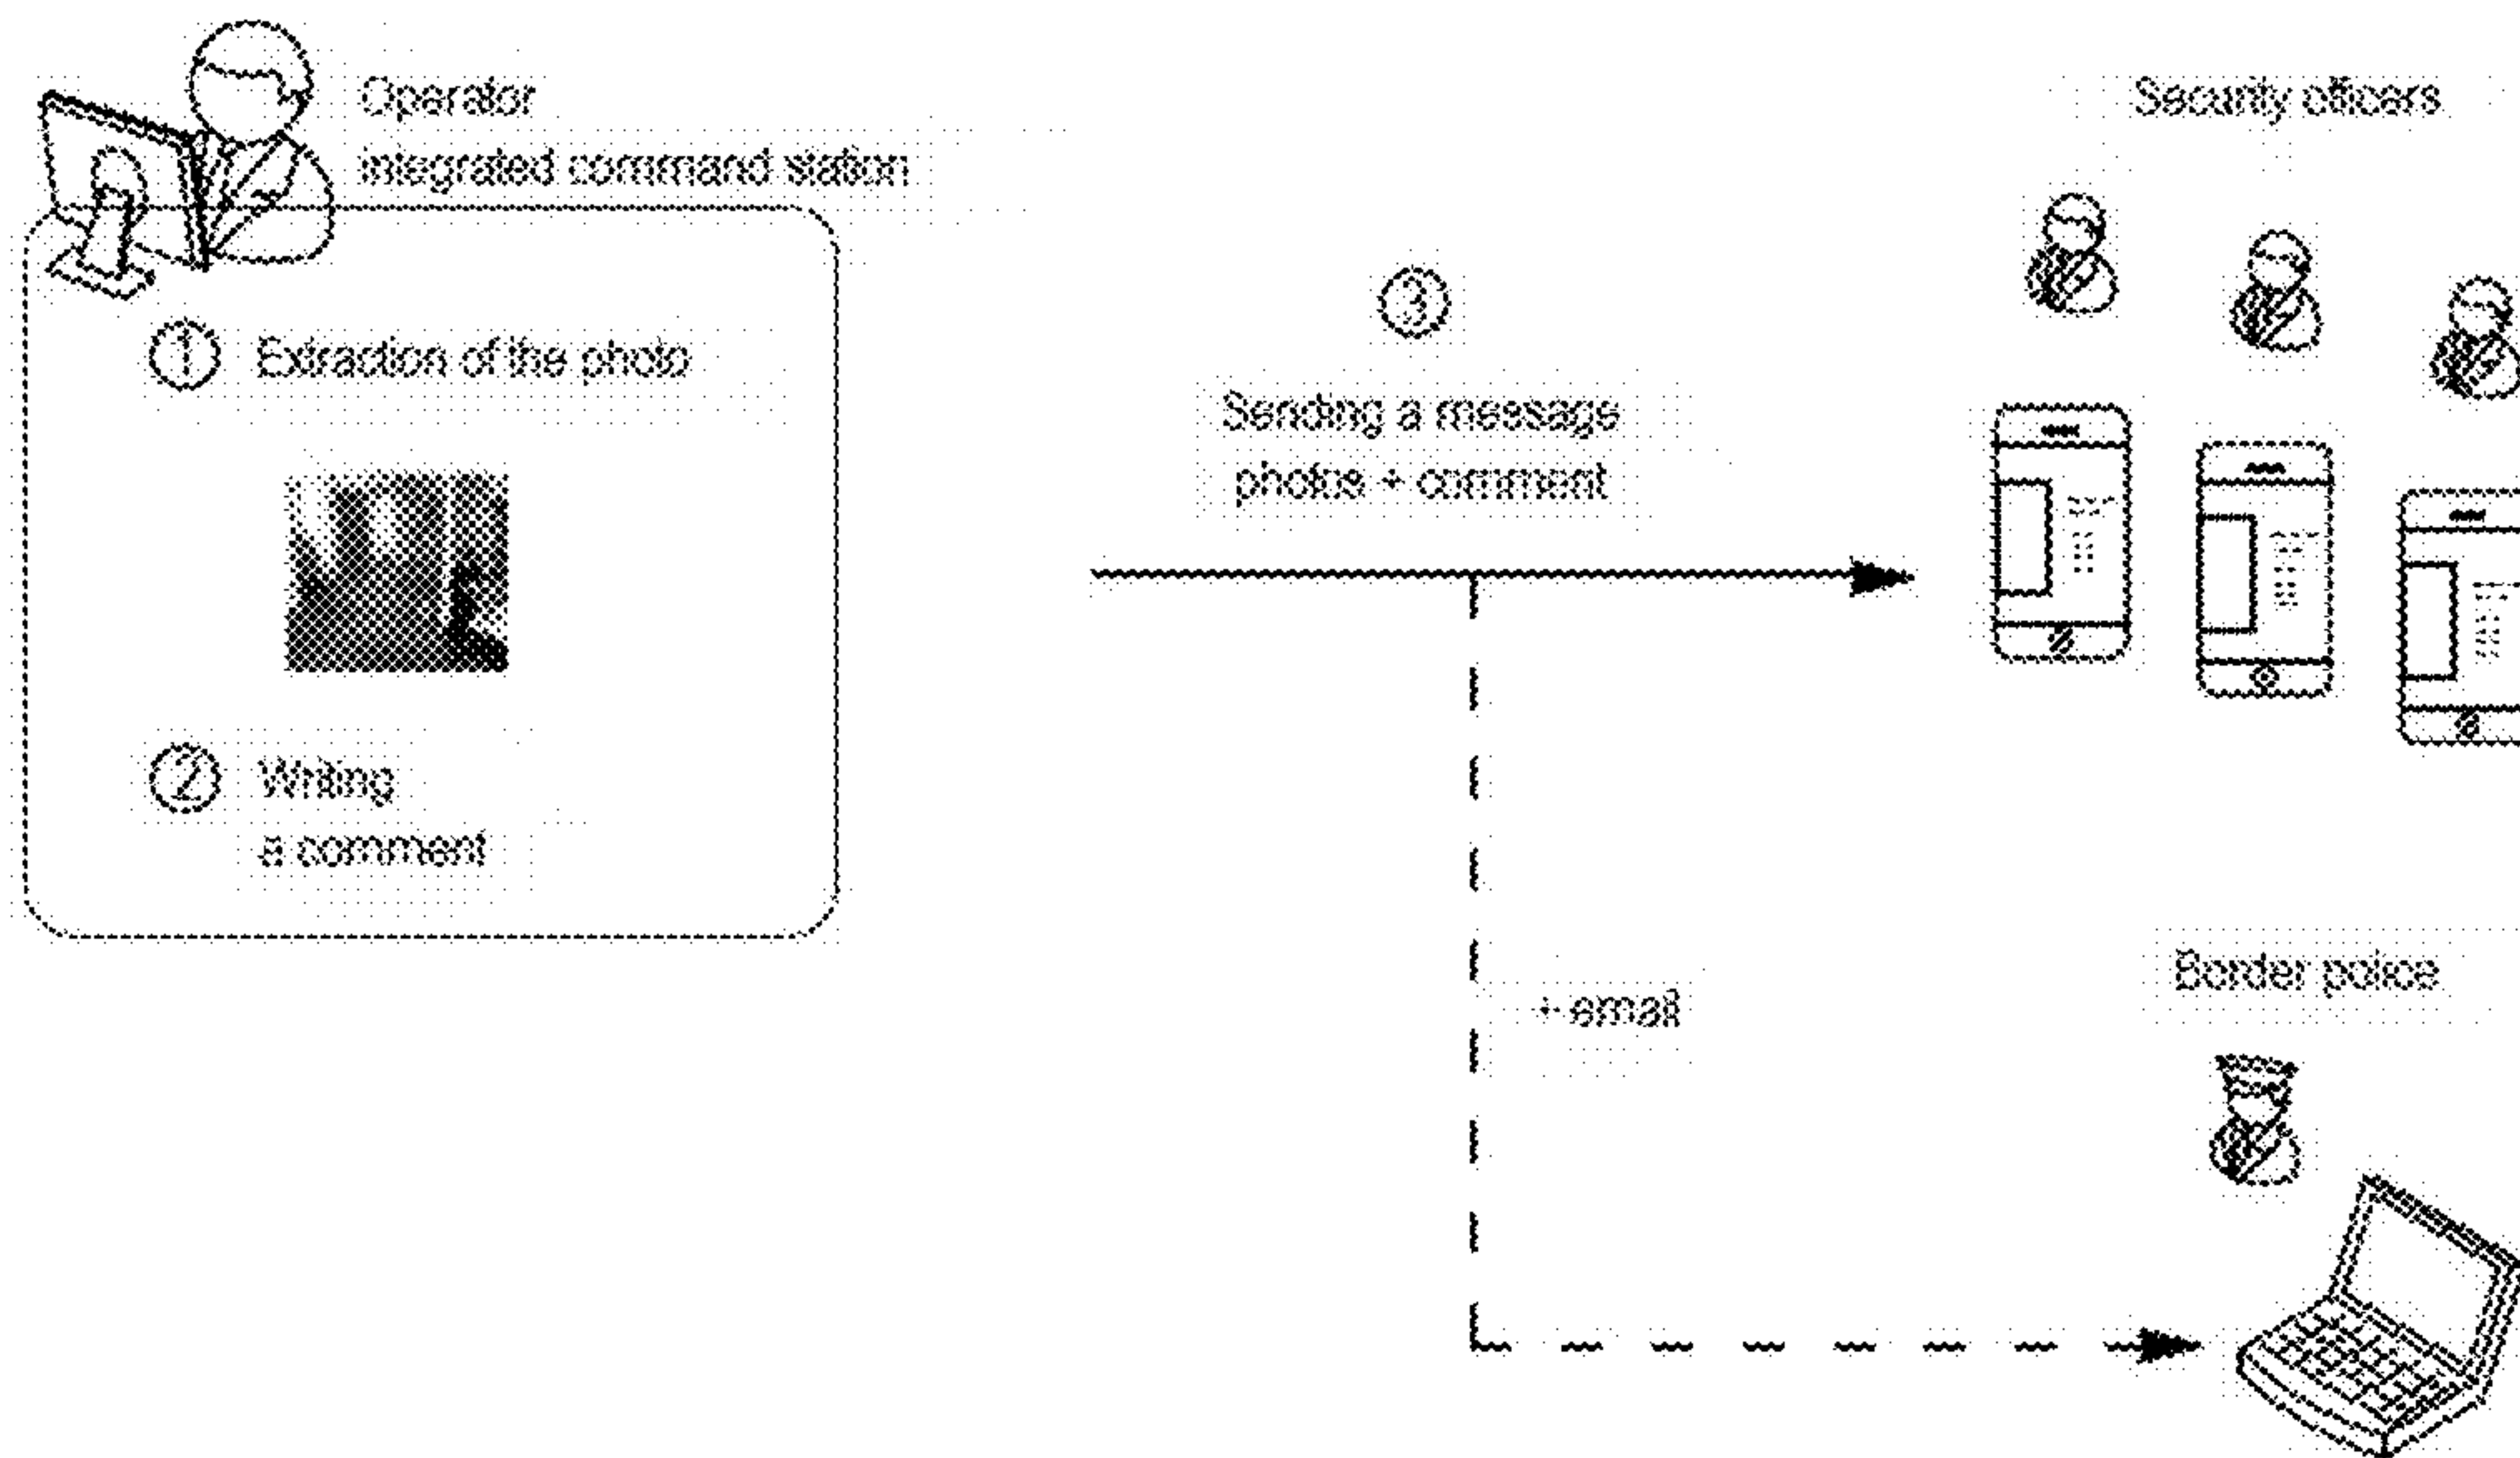 Operator
integrated command station
1 Extraction of the photo
2 Writing
a comment
3
Sending a message
photos + comment
Security officers
+ email
Border police